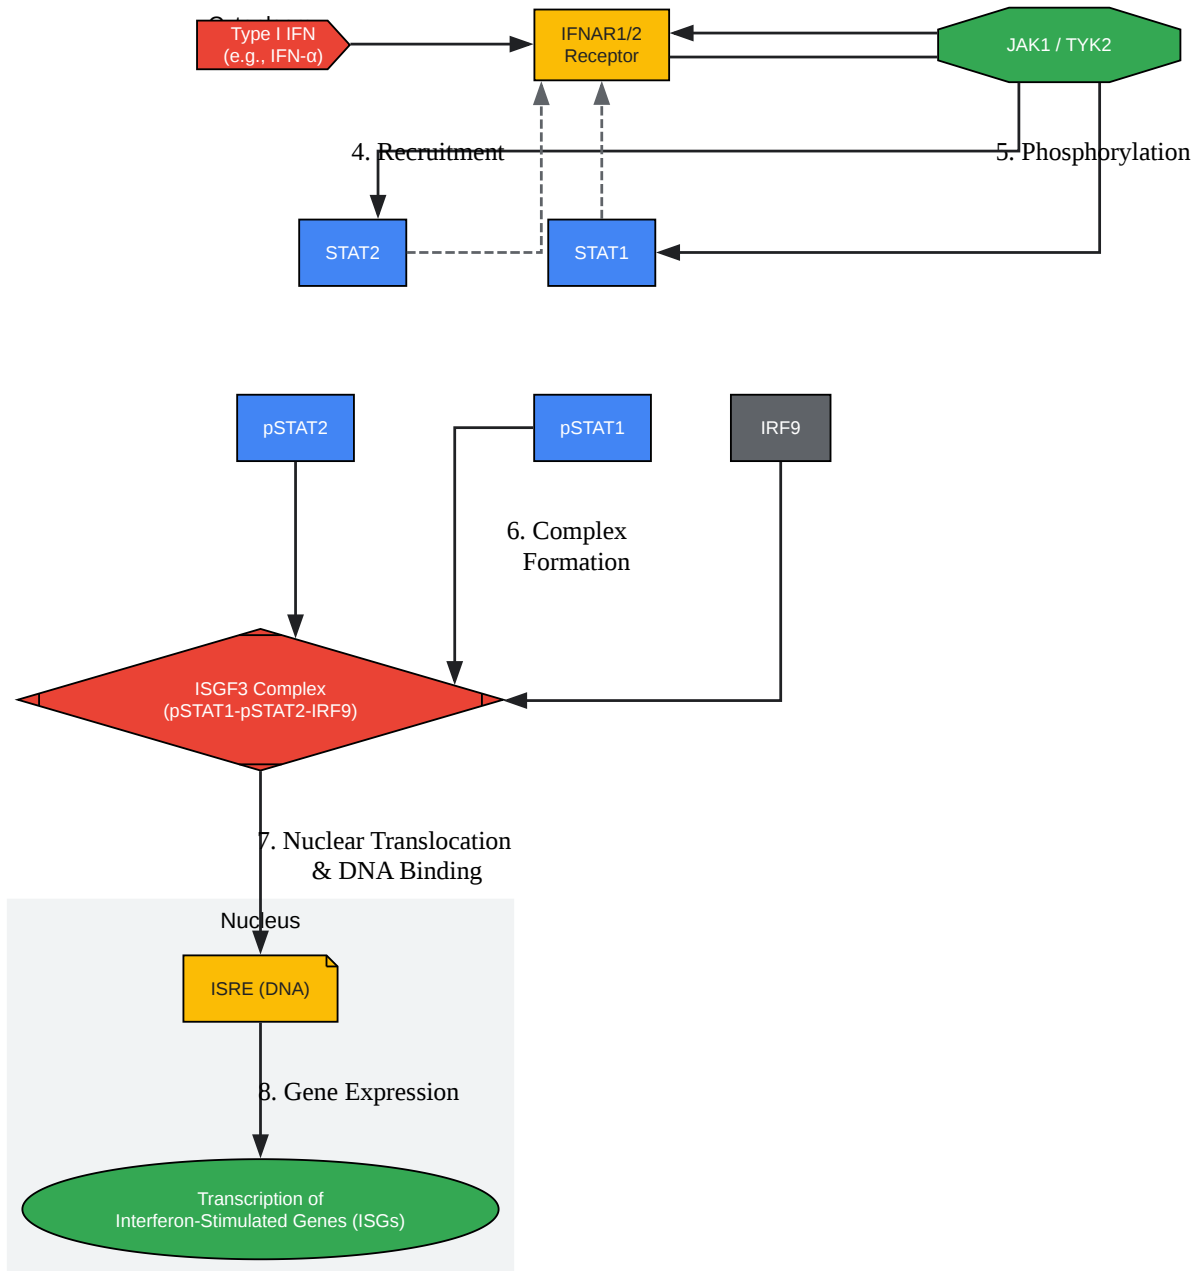 Type I IFN
(e.g., IFN-α)
IFNAR1/2
Receptor
JAK1 / TYK2
4. Recruitment
5. Phosphorylation
STAT2
STAT1
pSTAT2
pSTAT1
IRF9
6. Complex
Formation
ISGF3 Complex
(pSTAT1-pSTAT2-IRF9)
7. Nuclear Translocation
& DNA Binding
Nucleus
ISRE (DNA)
8. Gene Expression
Transcription of
Interferon-Stimulated Genes (ISGs)